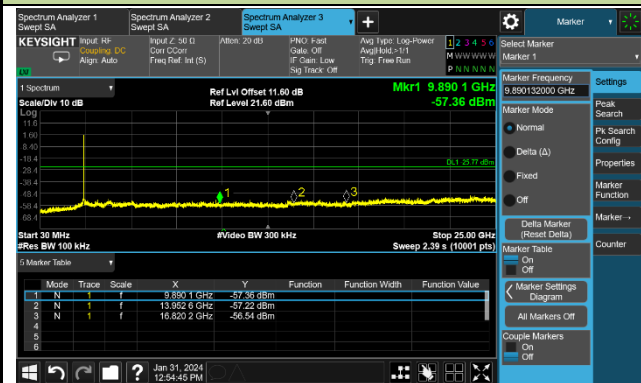 Spectrum Analyzer 1
Swept SA
Spectrum Analyzer 2
Swept SA
Spectrum Analyzer 3
Swept SA
Marker
KEYSIGHT
Input: RF
Coupling: DC
Align: Auto
Input Z: 50 Ω
Corr CCorr
Freq Ref: Int (S)
Atten: 20 dB
PNO: Fast
Gate: Off
IF Gain: Low
Sig Track: Off
Avg Type: Log-Power
Avg|Hold:>1/1
Trig: Free Run
1 2 3 4 5 6
M W W W W W
P N N N N N
Select Marker
Marker 1
1 Spectrum
Scale/Div 10 dB
Ref Lvl Offset 11.60 dB
Ref Level 21.60 dBm
Mkr1 9.890 1 GHz
-57.36 dBm
Log
11.6
1.60
-8.40
-18.4
-28.4
-38.4
-48.4
-58.4
-68.4
1
2
3
Start 30 MHz
#Res BW 100 kHz
#Video BW 300 kHz
Stop 25.00 GHz
Sweep 2.39 s (10001 pts)
5 Marker Table
Mode Trace Scale X Y Function Function Width Function Value
1 N 1 f 9.890 1 GHz -57.36 dBm
2 N 1 f 13.952 6 GHz -57.22 dBm
3 N 1 f 16.820 2 GHz -56.54 dBm
4
5
6
Marker Frequency
9.890132000 GHz
Marker Mode
Normal
Delta (Δ)
Fixed
Off
Delta Marker
(Reset Delta)
Marker Table
On
Off
Marker Settings
Diagram
All Markers Off
Couple Markers
On
Off
Settings
Peak
Search
Pk Search
Config
Properties
Marker
Function
Marker→
Counter
?
Jan 31, 2024
12:54:45 PM